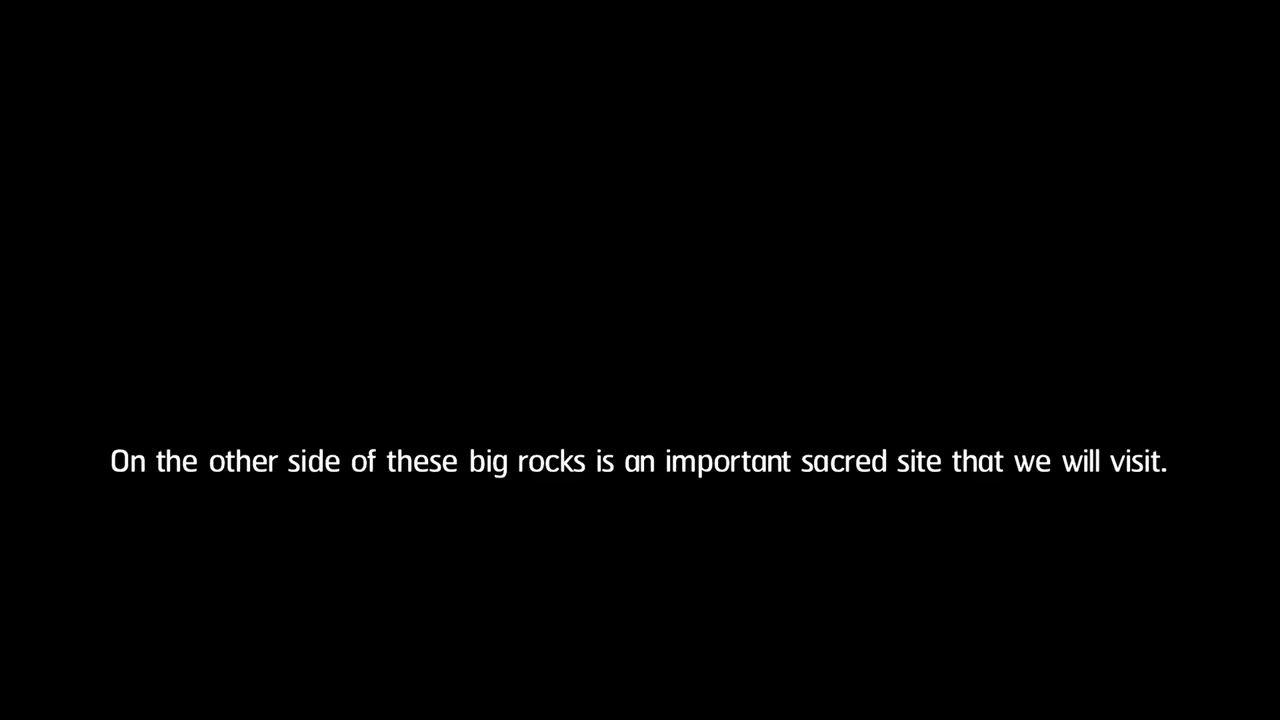 On the other side of these big rocks is an important sacred site that we will visit.